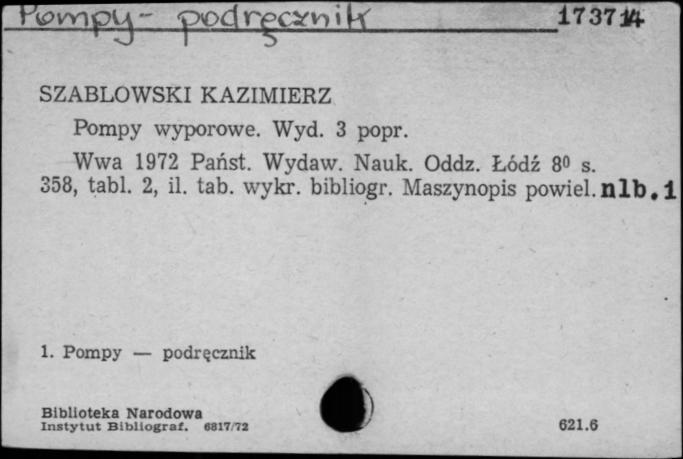 Pompy - podręcznik 173714
SZABLOWSKI KAZIMIERZ
Pompy wyporowe. Wyd. 3 popr.
Wwa 1972 Państ. Wydaw. Nauk. Oddz. Łódź 8⁰ s.
358, tabl. 2, il. tab. wykr. bibliogr. Maszynopis powiel. nlb.1
1. Pompy — podręcznik
Biblioteka Narodowa
Instytut Bibliograf. 6817/72 621.6